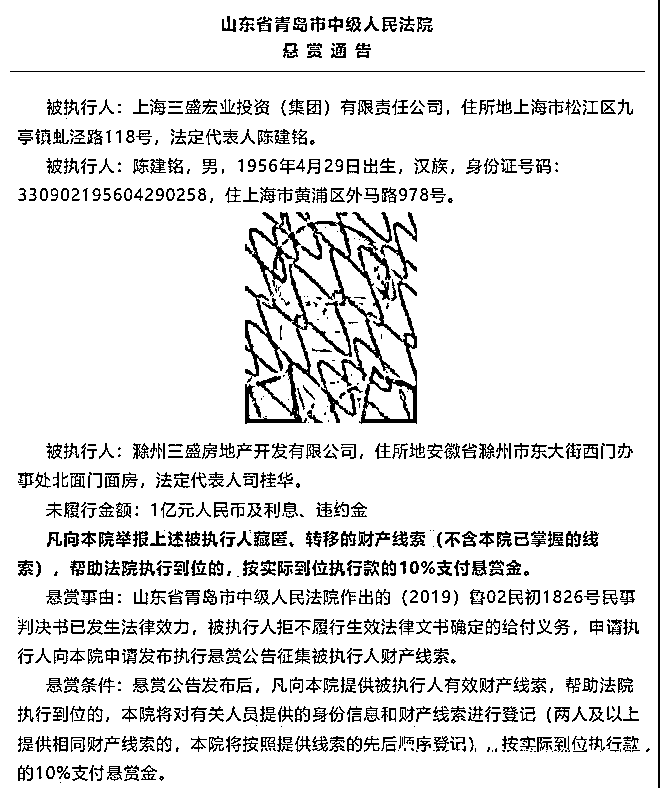 山东省青岛市中级人民法院
悬赏通告
被执行人：上海三盛宏业投资（集团）有限责任公司，住所地上海市松江区九
亭镇虬泾路118号，法定代表人陈建铭。
被执行人：陈建铭，男，1956年4月29日出生，汉族，身份证号码：
330902195604290258，住上海市黄浦区外马路978号。
被执行人：滁州三盛房地产开发有限公司，住所地安徽省滁州市东大街西门办
事处北面门面房，法定代表人司桂华。
未履行金额：1亿元人民币及利息、违约金
凡向本院举报上述被执行人藏匿、转移的财产线索（不含本院已掌握的线
索），帮助法院执行到位的，按实际到位执行款的10%支付悬赏金。
悬赏事由：山东省青岛市中级人民法院作出的（2019）鲁02民初1826号民事
判决书已发生法律效力，被执行人拒不履行生效法律文书确定的给付义务，申请执
行人向本院申请发布执行悬赏公告征集被执行人财产线索。
悬赏条件：悬赏公告发布后，凡向本院提供被执行人有效财产线索，帮助法院
执行到位的，本院将对有关人员提供的身份信息和财产线索进行登记（两人及以上
提供相同财产线索的，本院将按照提供线索的先后顺序登记），按实际到位执行款
的10%支付悬赏金。